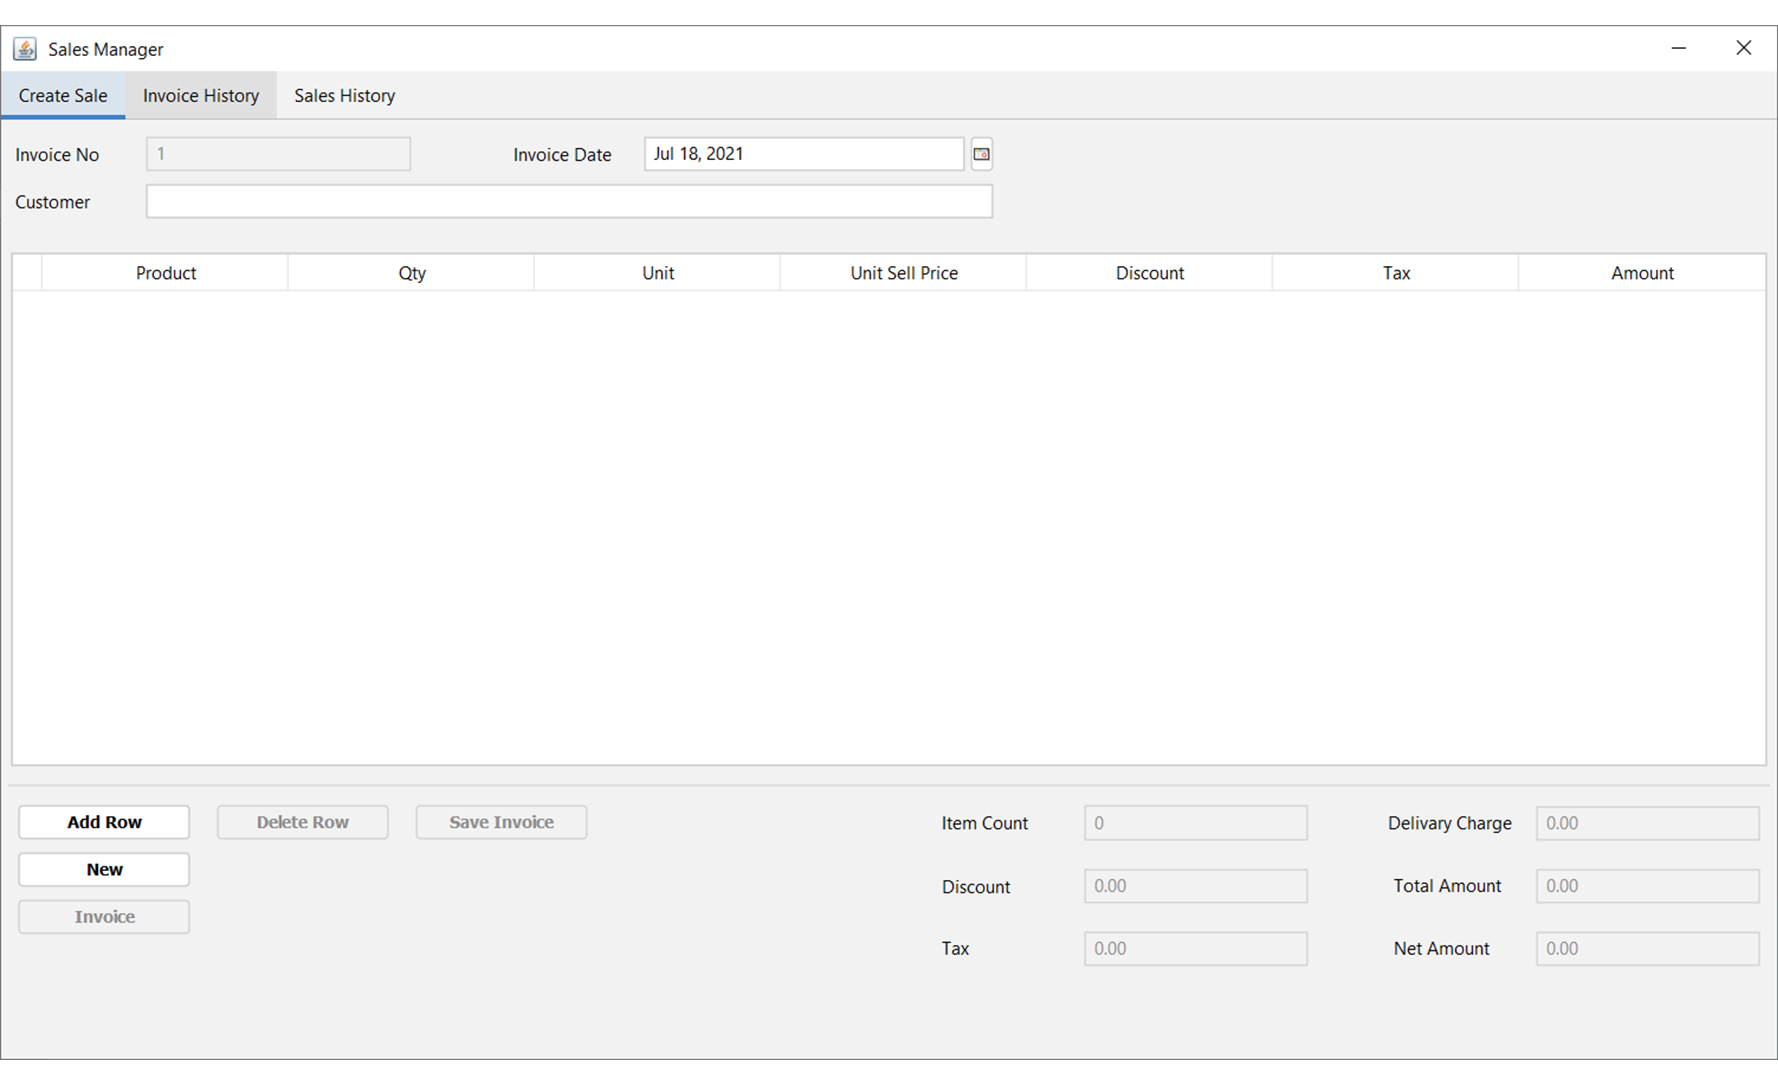 Sales Manager
Create Sale Invoice History Sales History
Invoice No 1 Invoice Date Jul 18, 2021
Customer
Product Qty Unit Unit Sell Price Discount Tax Amount
Add Row Delete Row Save Invoice Item Count 0 Delivary Charge 0.00
New Discount 0.00 Total Amount 0.00
Invoice Tax 0.00 Net Amount 0.00